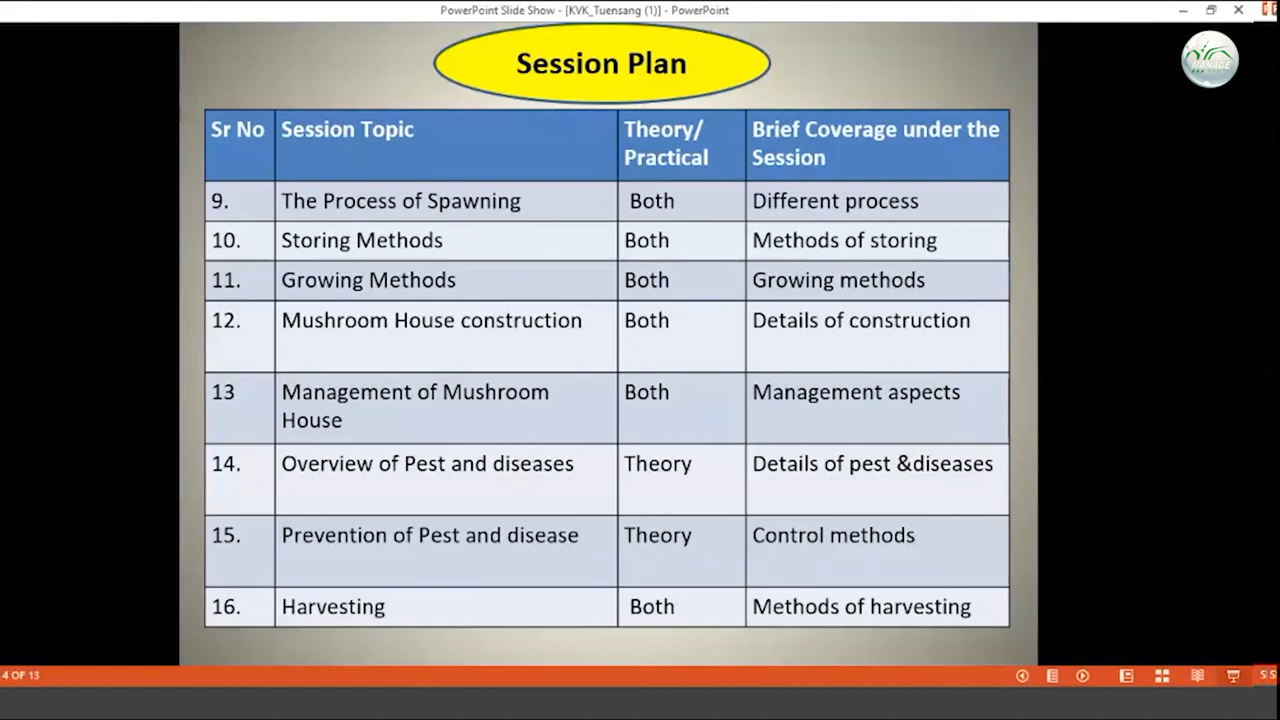 PowerPoint Slide Show - [KVK_Tuensang (1)] - PowerPoint
MANAGE
Session Plan
Sr No Session Topic Theory/ Practical Brief Coverage under the Session
9. The Process of Spawning Both Different process
10. Storing Methods Both Methods of storing
11. Growing Methods Both Growing methods
12. Mushroom House construction Both Details of construction
13 Management of Mushroom House Both Management aspects
14. Overview of Pest and diseases Theory Details of pest &diseases
15. Prevention of Pest and disease Theory Control methods
16. Harvesting Both Methods of harvesting
4 OF 13